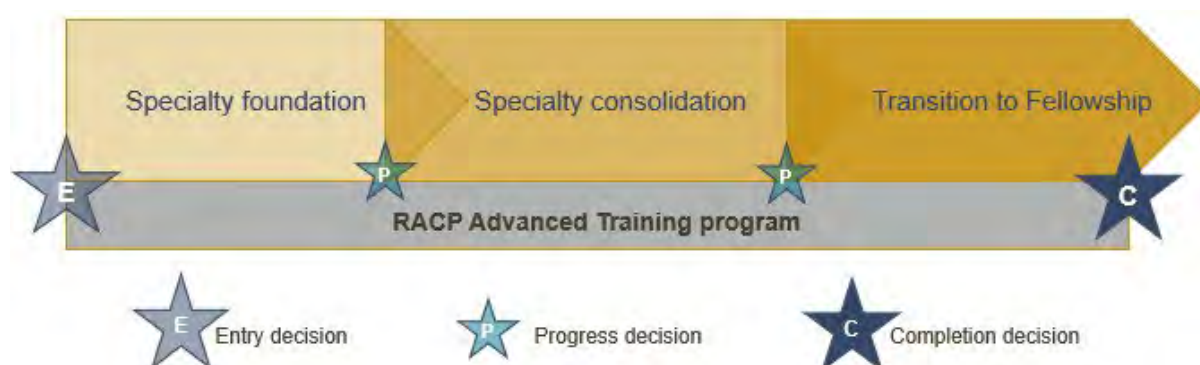 Specialty foundation
Specialty consolidation
Transition to Fellowship
E
P
P
C
RACP Advanced Training program
E Entry decision
P Progress decision
C Completion decision